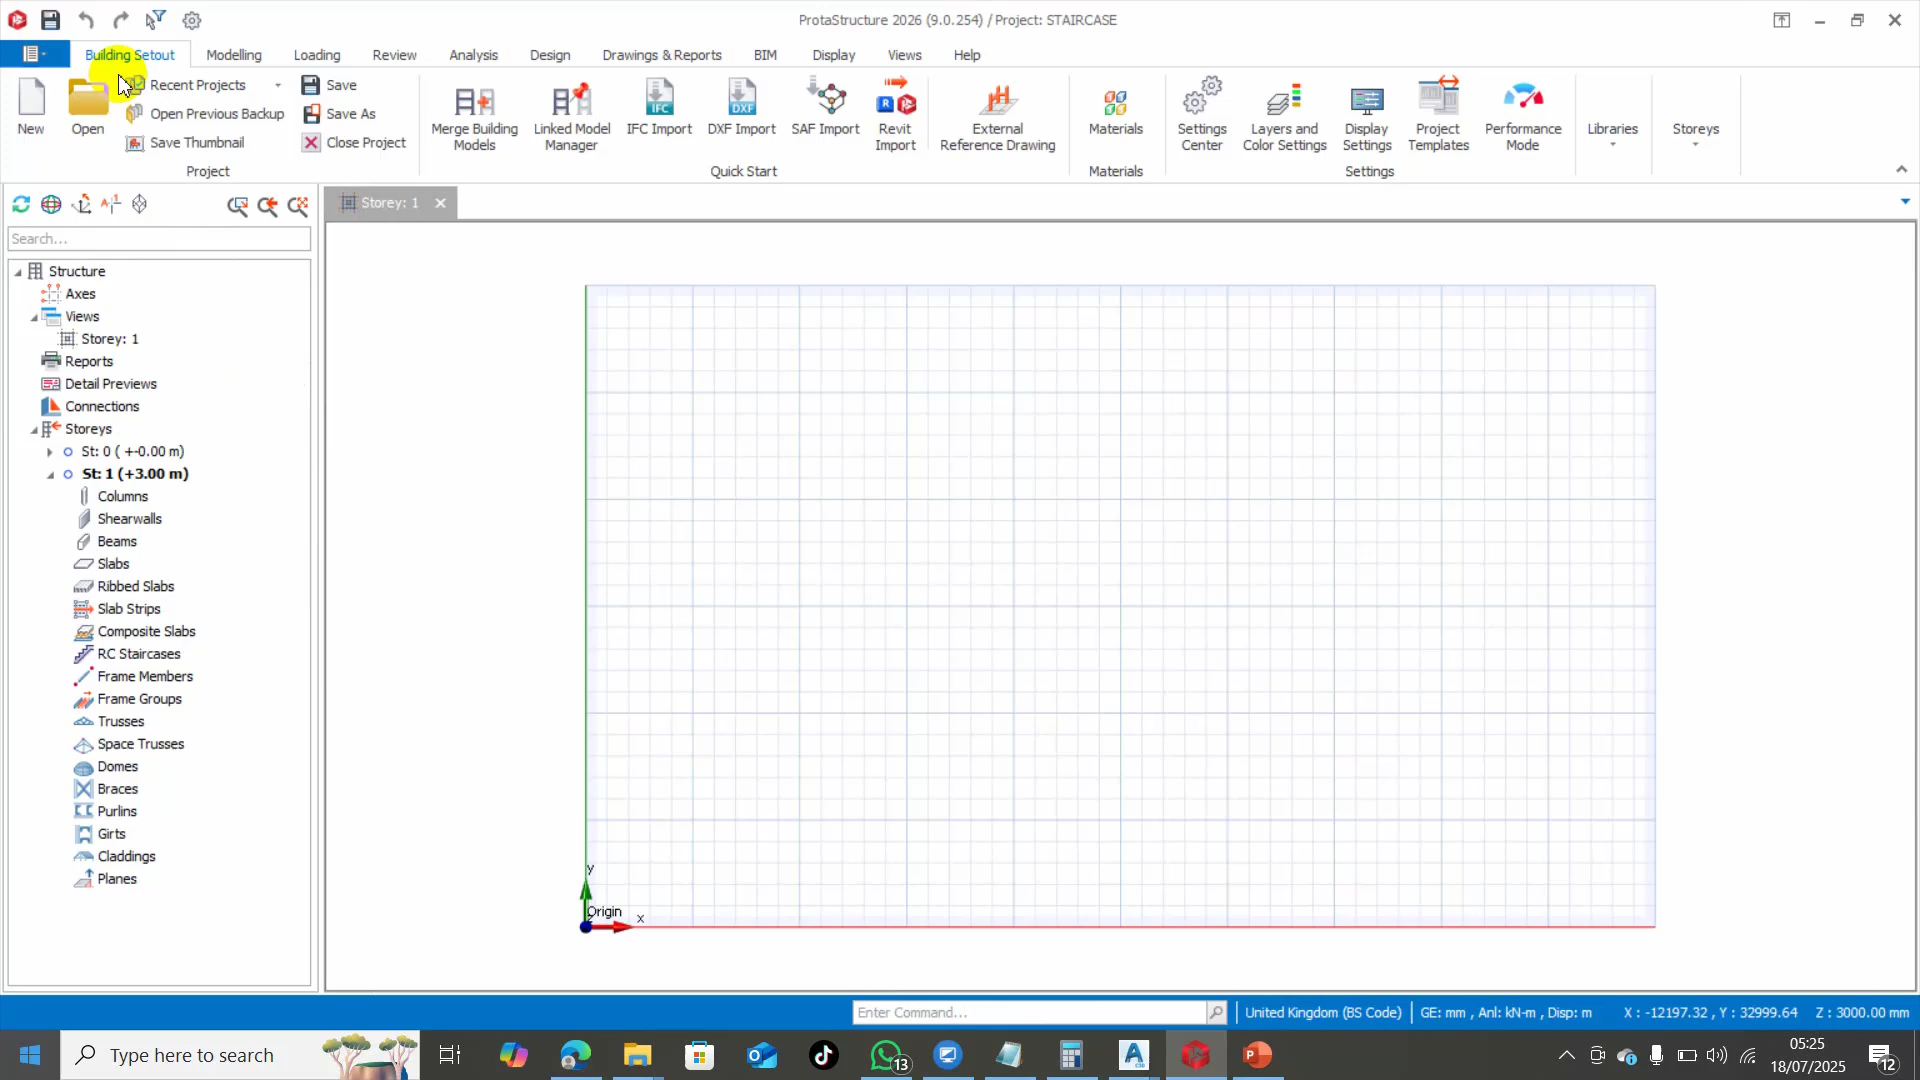 ProtaStructure 2026 (9.0.254) / Project: STAIRCASE
Building Setout
Modelling
Loading
Review
Analysis
Design
Drawings & Reports
BIM
Display
Views
Help
New
Open
Recent Projects
Open Previous Backup
Save Thumbnail
Save
Save As
Close Project
Project
Merge Building
Models
Linked Model
Manager
IFC
IFC Import
DXF
DXF Import
SAF Import
R
Revit
Import
External
Reference Drawing
Quick Start
Materials
Materials
Settings
Center
Layers and
Color Settings
Display
Settings
Project
Templates
Performance
Mode
Settings
Libraries
Storeys
Search...
Storey: 1
Structure
Axes
Views
Storey: 1
Reports
Detail Previews
Connections
Storeys
St: 0 ( +-0.00 m)
St: 1 (+3.00 m)
Columns
Shearwalls
Beams
Slabs
Ribbed Slabs
Slab Strips
Composite Slabs
RC Staircases
Frame Members
Frame Groups
Trusses
Space Trusses
Domes
Braces
Purlins
Girts
Claddings
Planes
y
Origin
x
Enter Command...
United Kingdom (BS Code)
GE: mm , Anl: kN-m , Disp: m
X : -12197.32 , Y : 32999.64
Z : 3000.00 mm
Type here to search
13
05:25
18/07/2025
12